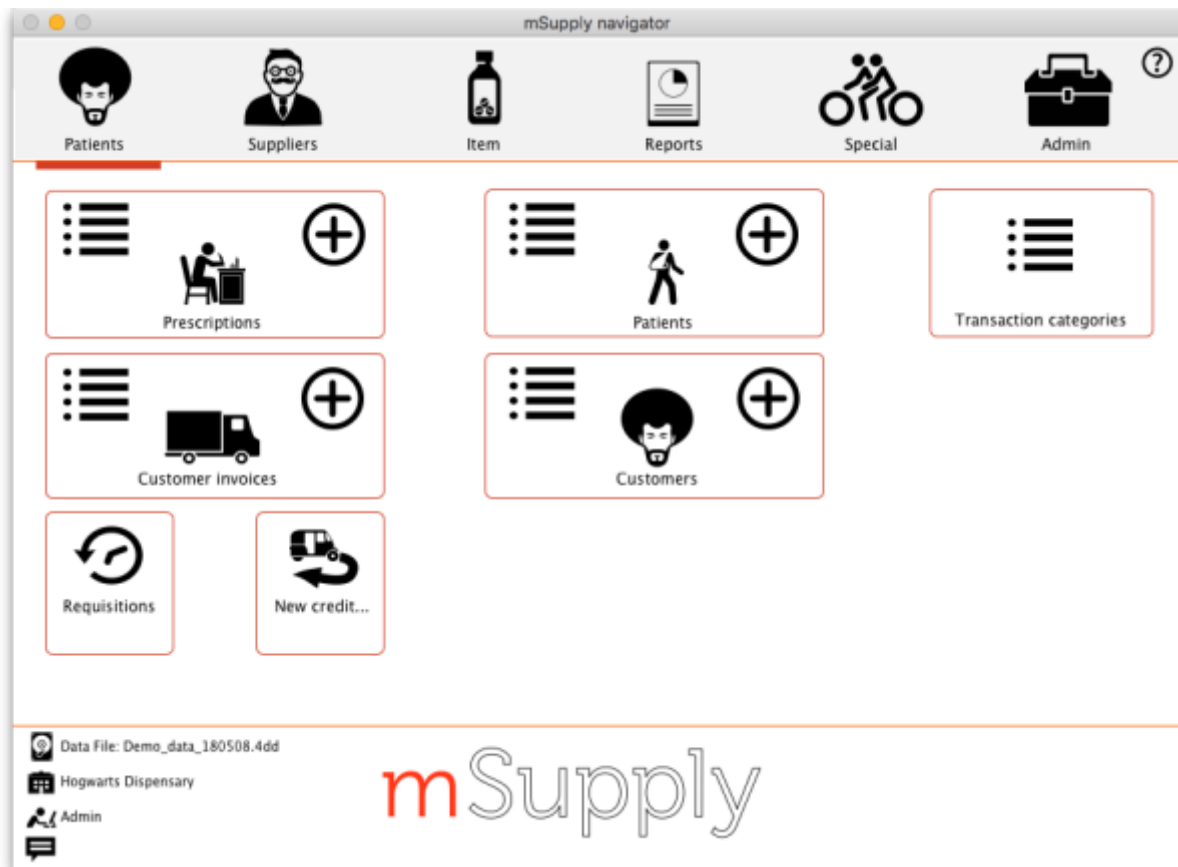 mSupply navigator
Patients Suppliers Item Reports Special Admin ?
Prescriptions Patients Transaction categories
Customer invoices Customers
Requisitions New credit...
Data File: Demo_data_180508.4dd
Hogwarts Dispensary
Admin
mSupply